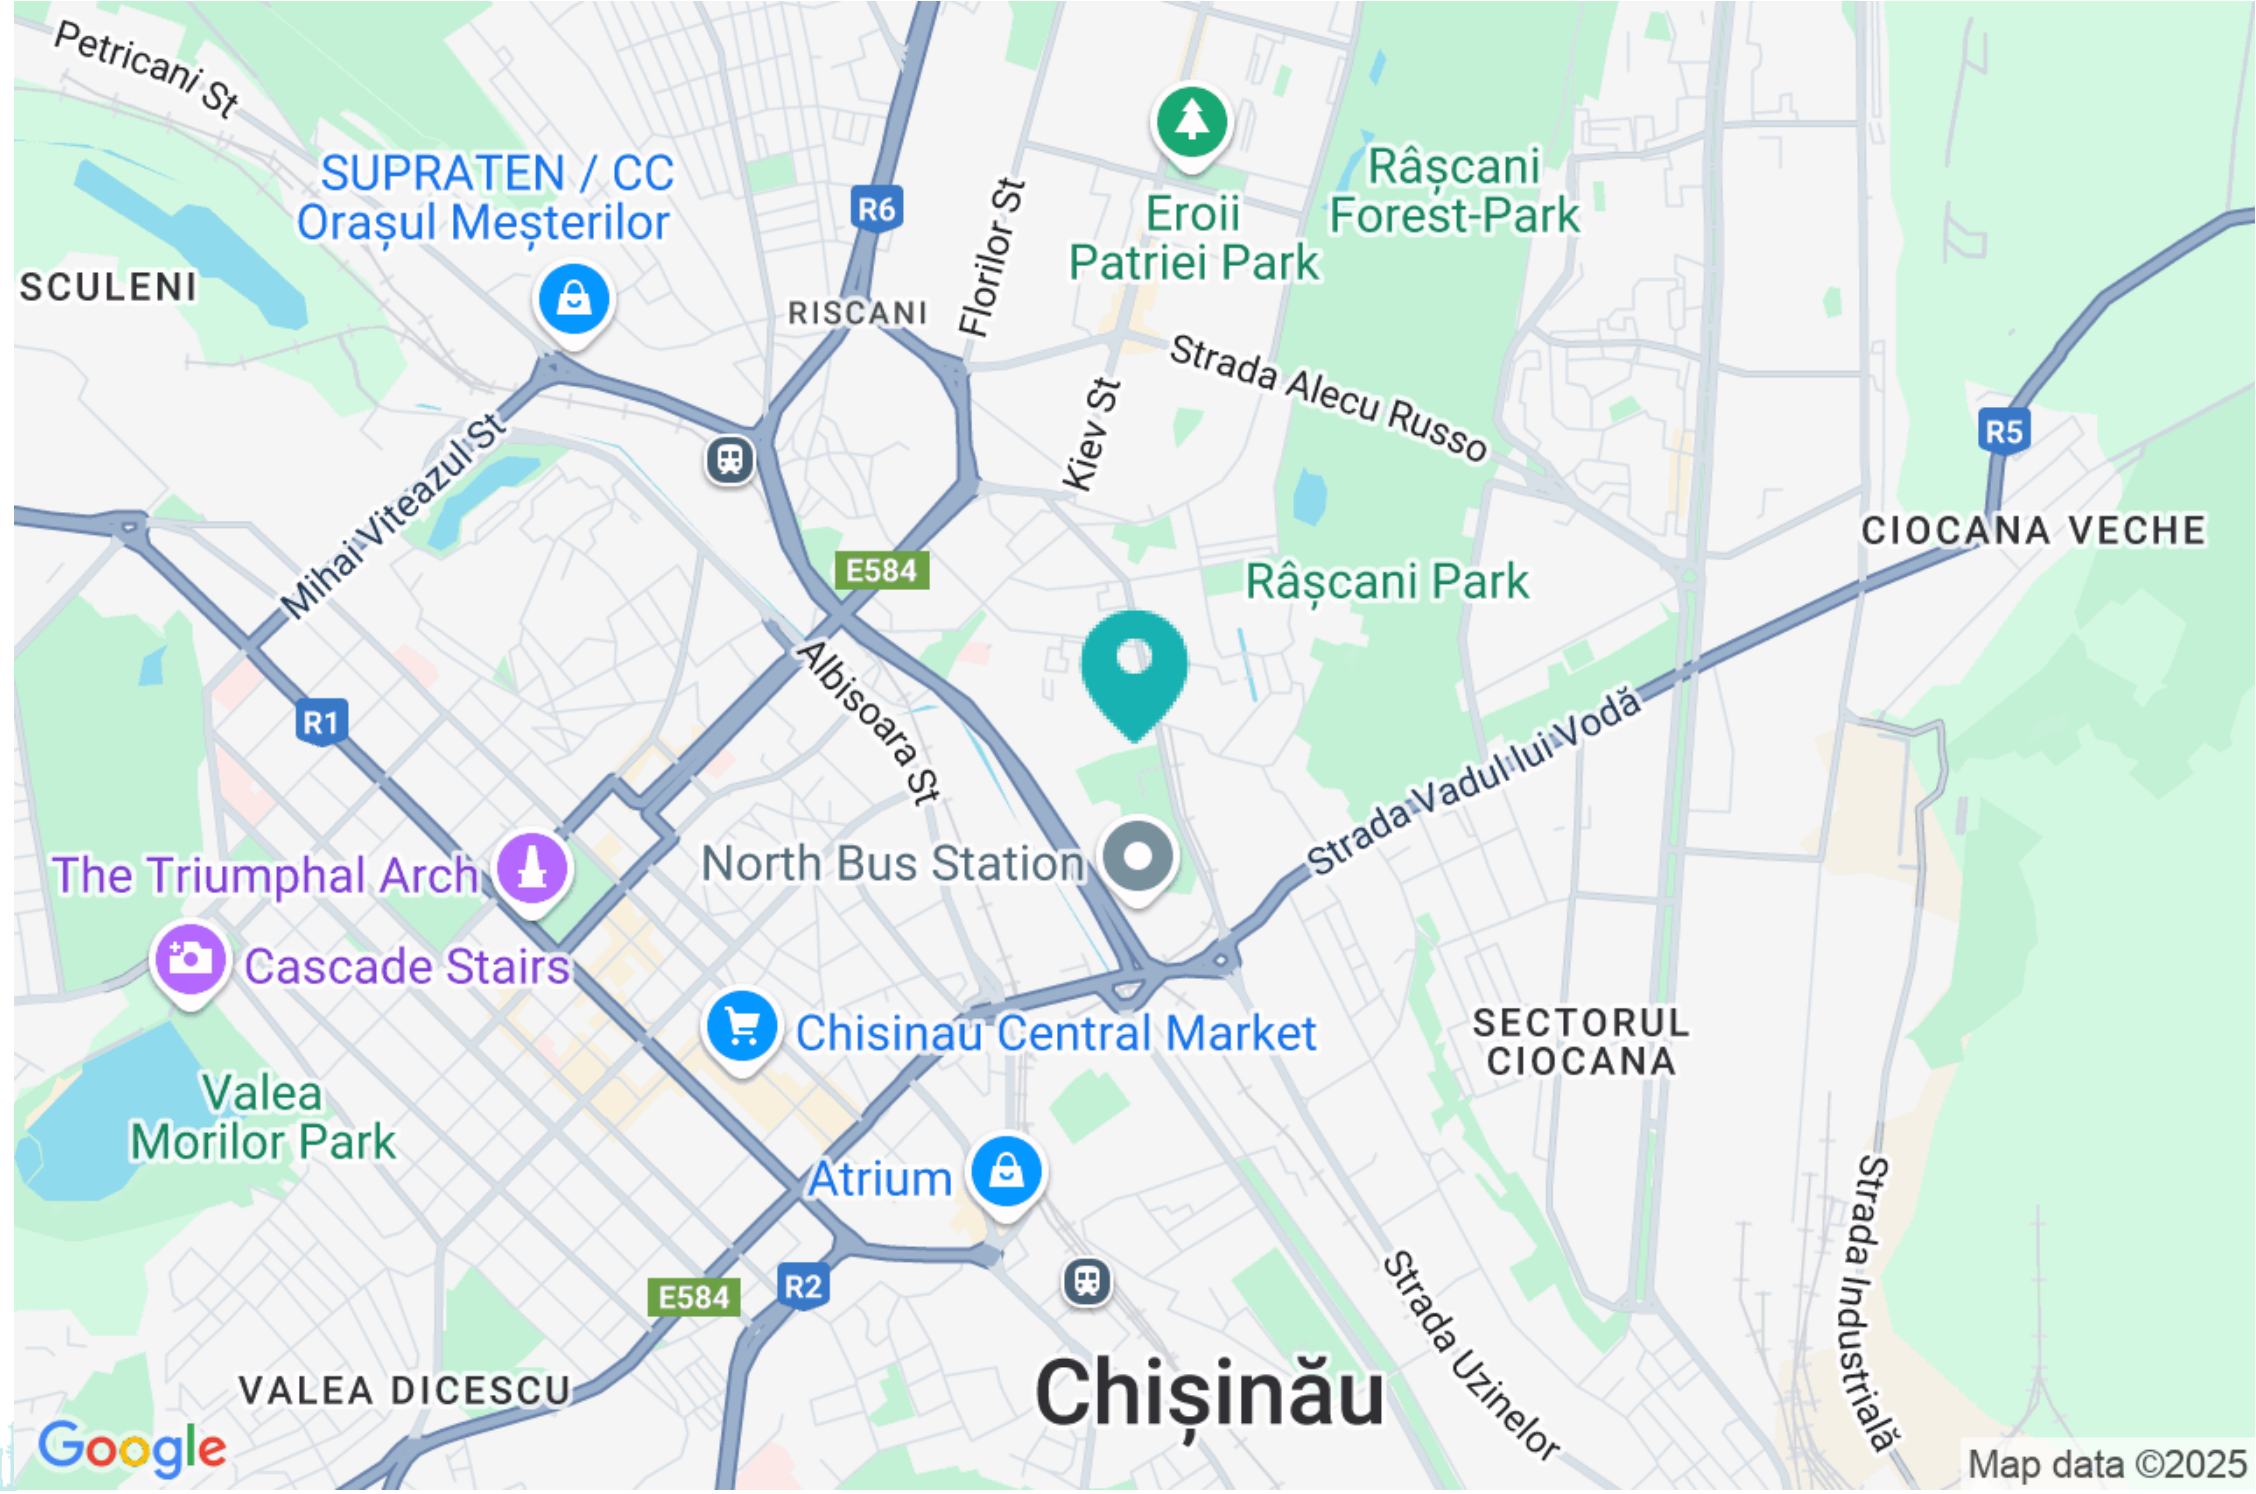 Petricani St
SUPRATEN / CC
Orașul Meșterilor
SCULENI
R6
RISCANI
Florilor St
Eroii
Patriei Park
Râșcani
Forest-Park
Strada Alecu Russo
Kiev St
Mihai Viteazul St
R5
CIOCANA VECHE
E584
Râșcani Park
Albisoara St
R1
Strada Vadul lui Vodă
The Triumphal Arch
North Bus Station
Cascade Stairs
Chisinau Central Market
SECTORUL
CIOCANA
Valea
Morilor Park
Atrium
Strada Industrială
E584
R2
Strada Uzinelor
VALEA DICESCU
Chișinău
Google
Map data ©2025